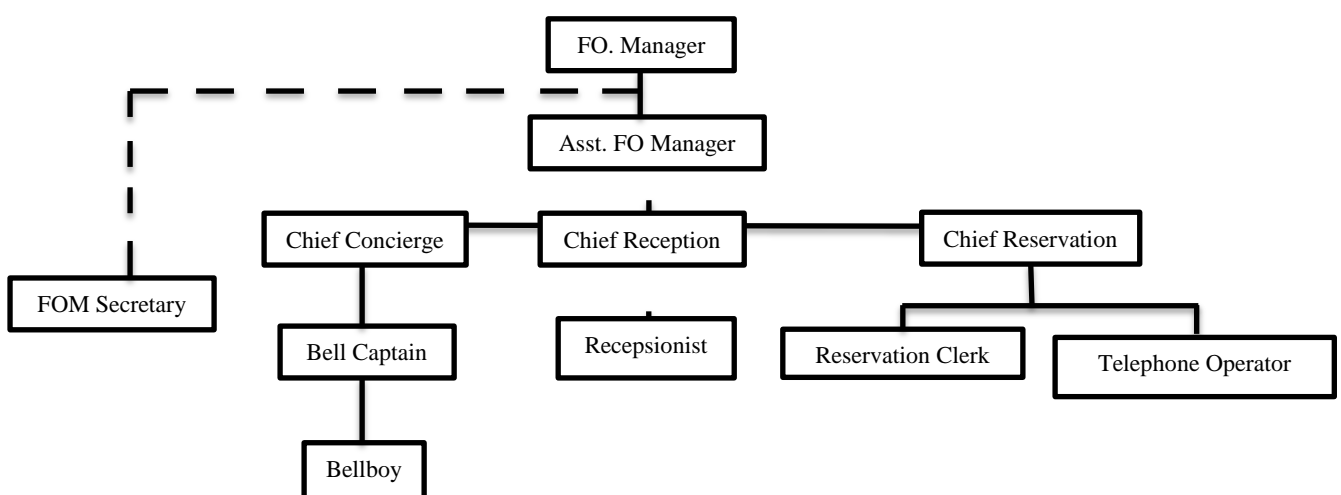 FO. Manager
Asst. FO Manager
Chief Concierge
Chief Reception
Chief Reservation
FOM Secretary
Bell Captain
Recepsionist
Reservation Clerk
Telephone Operator
Bellboy